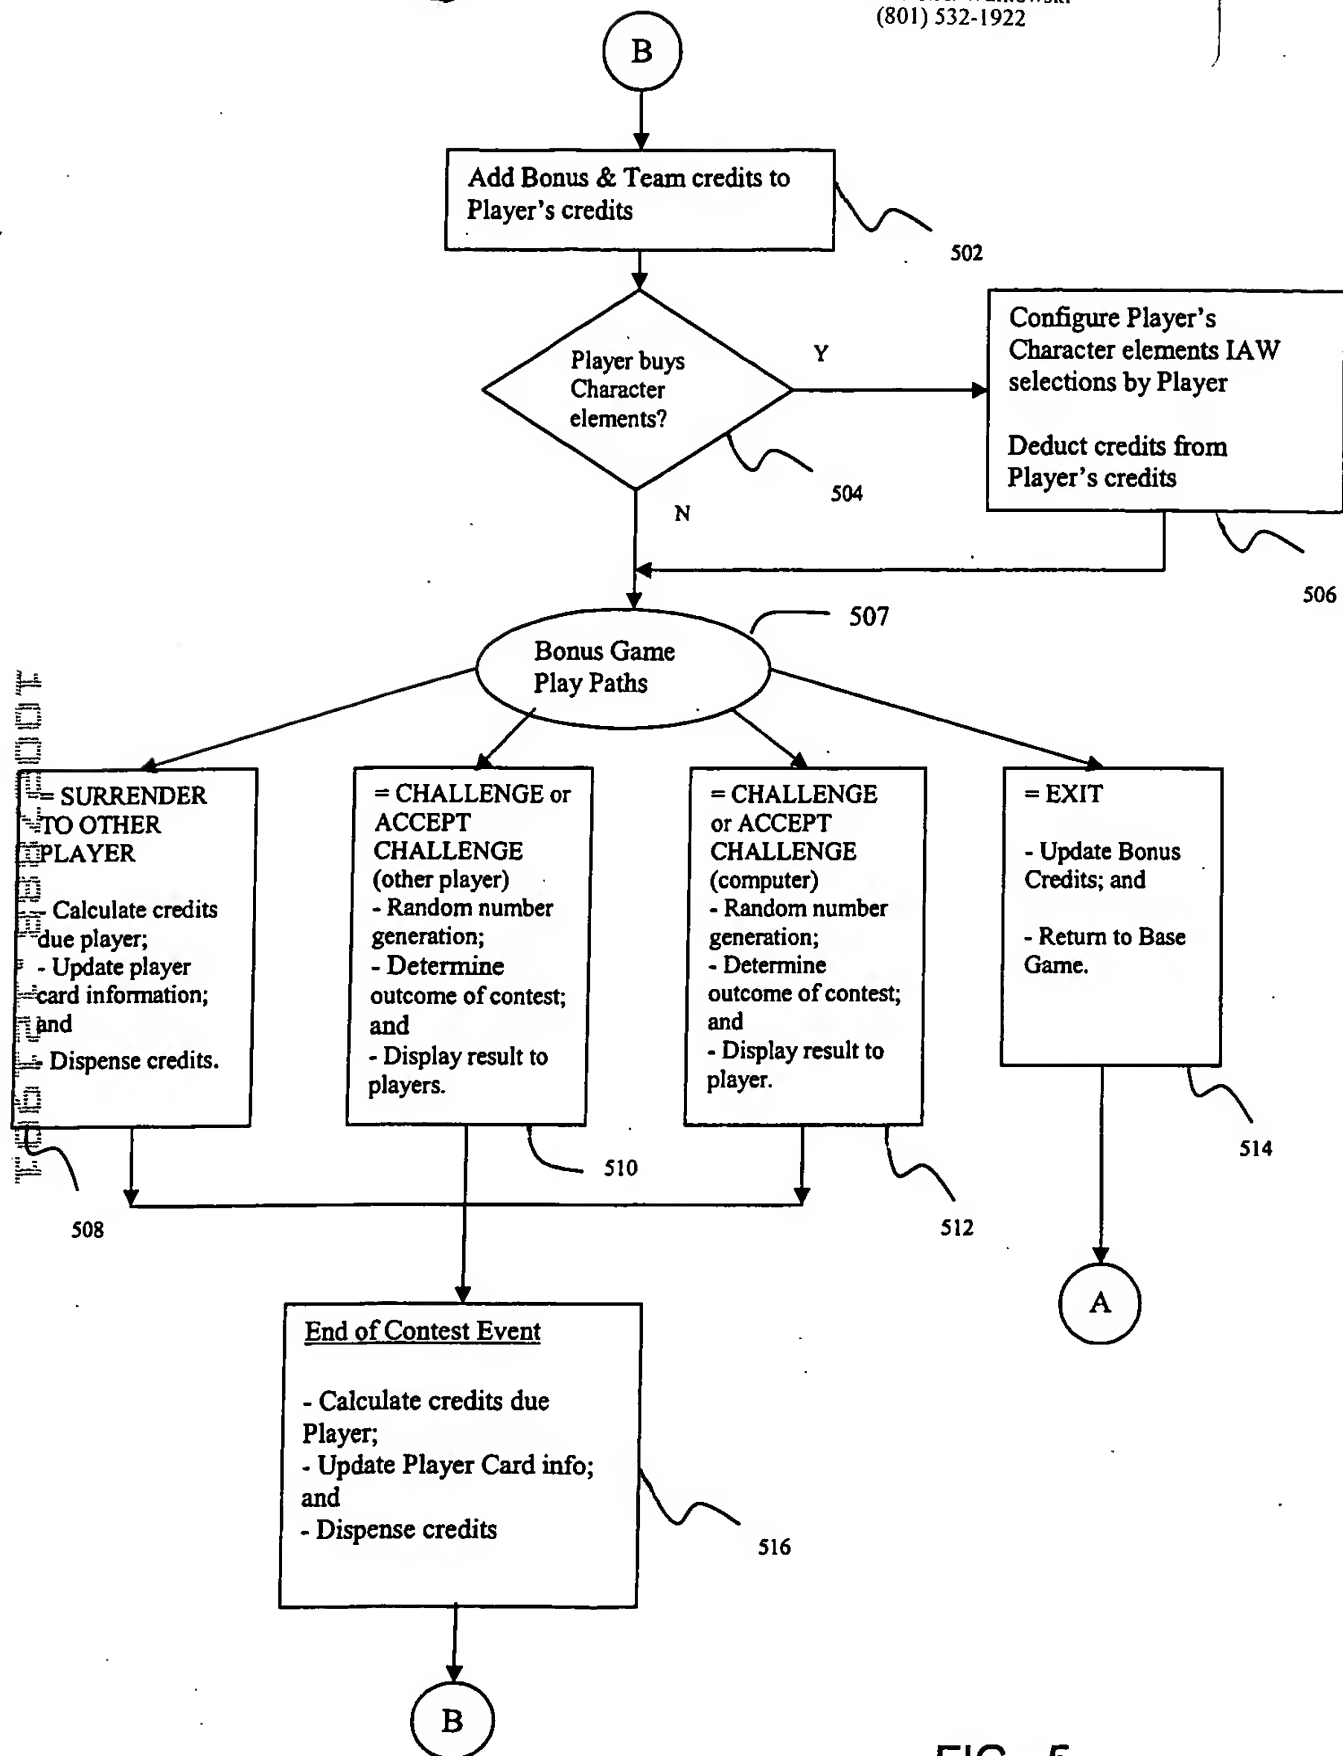 (801) 532-1922
B
Add Bonus & Team credits to
Player's credits
502
Player buys
Character
elements?
Y
N
504
Configure Player's
Character elements IAW
selections by Player
Deduct credits from
Player's credits
506
507
Bonus Game
Play Paths
= SURRENDER
TO OTHER
PLAYER
- Calculate credits
due player;
- Update player
card information;
and
- Dispense credits.
508
= CHALLENGE or
ACCEPT
CHALLENGE
(other player)
- Random number
generation;
- Determine
outcome of contest;
and
- Display result to
players.
510
= CHALLENGE
or ACCEPT
CHALLENGE
(computer)
- Random number
generation;
- Determine
outcome of contest;
and
- Display result to
player.
512
= EXIT
- Update Bonus
Credits; and
- Return to Base
Game.
514
A
End of Contest Event
- Calculate credits due
Player;
- Update Player Card info;
and
- Dispense credits
516
B
FIG. 5